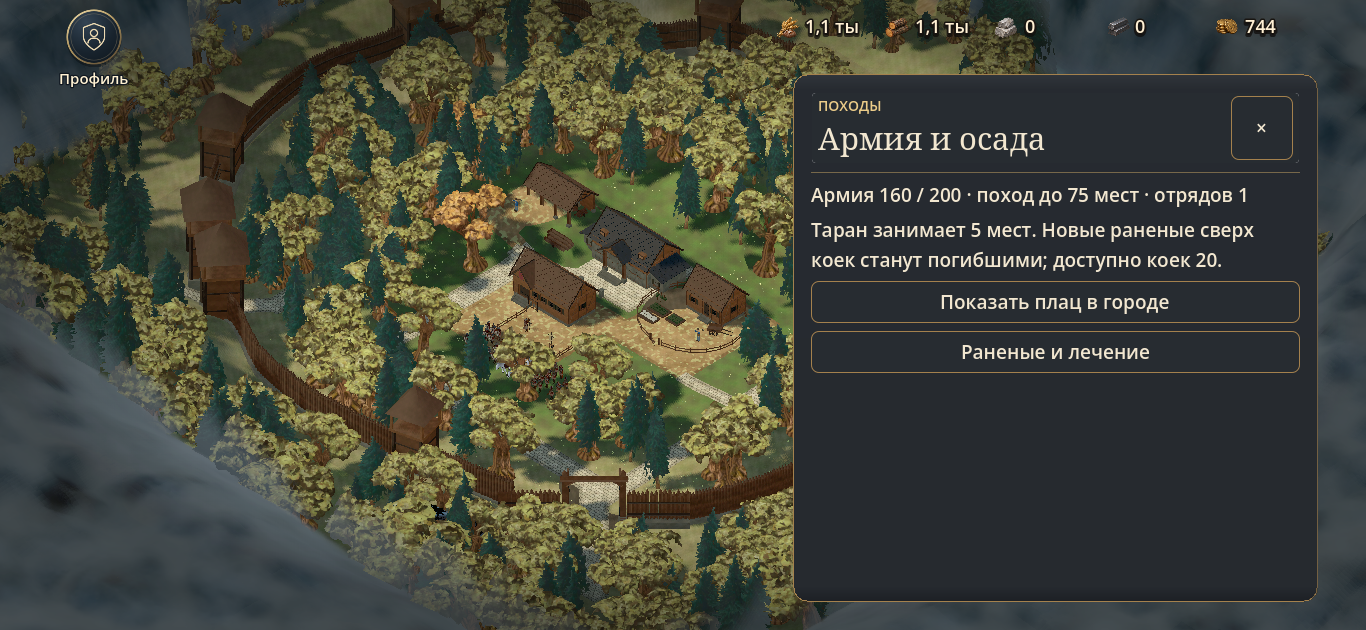 Профиль
1,1 ты
1,1 ты
0
0
744
ПОХОДЫ
Армия и осада
×
Армия 160 / 200 · поход до 75 мест · отрядов 1
Таран занимает 5 мест. Новые раненые сверх
коек станут погибшими; доступно коек 20.
Показать плац в городе
Раненые и лечение